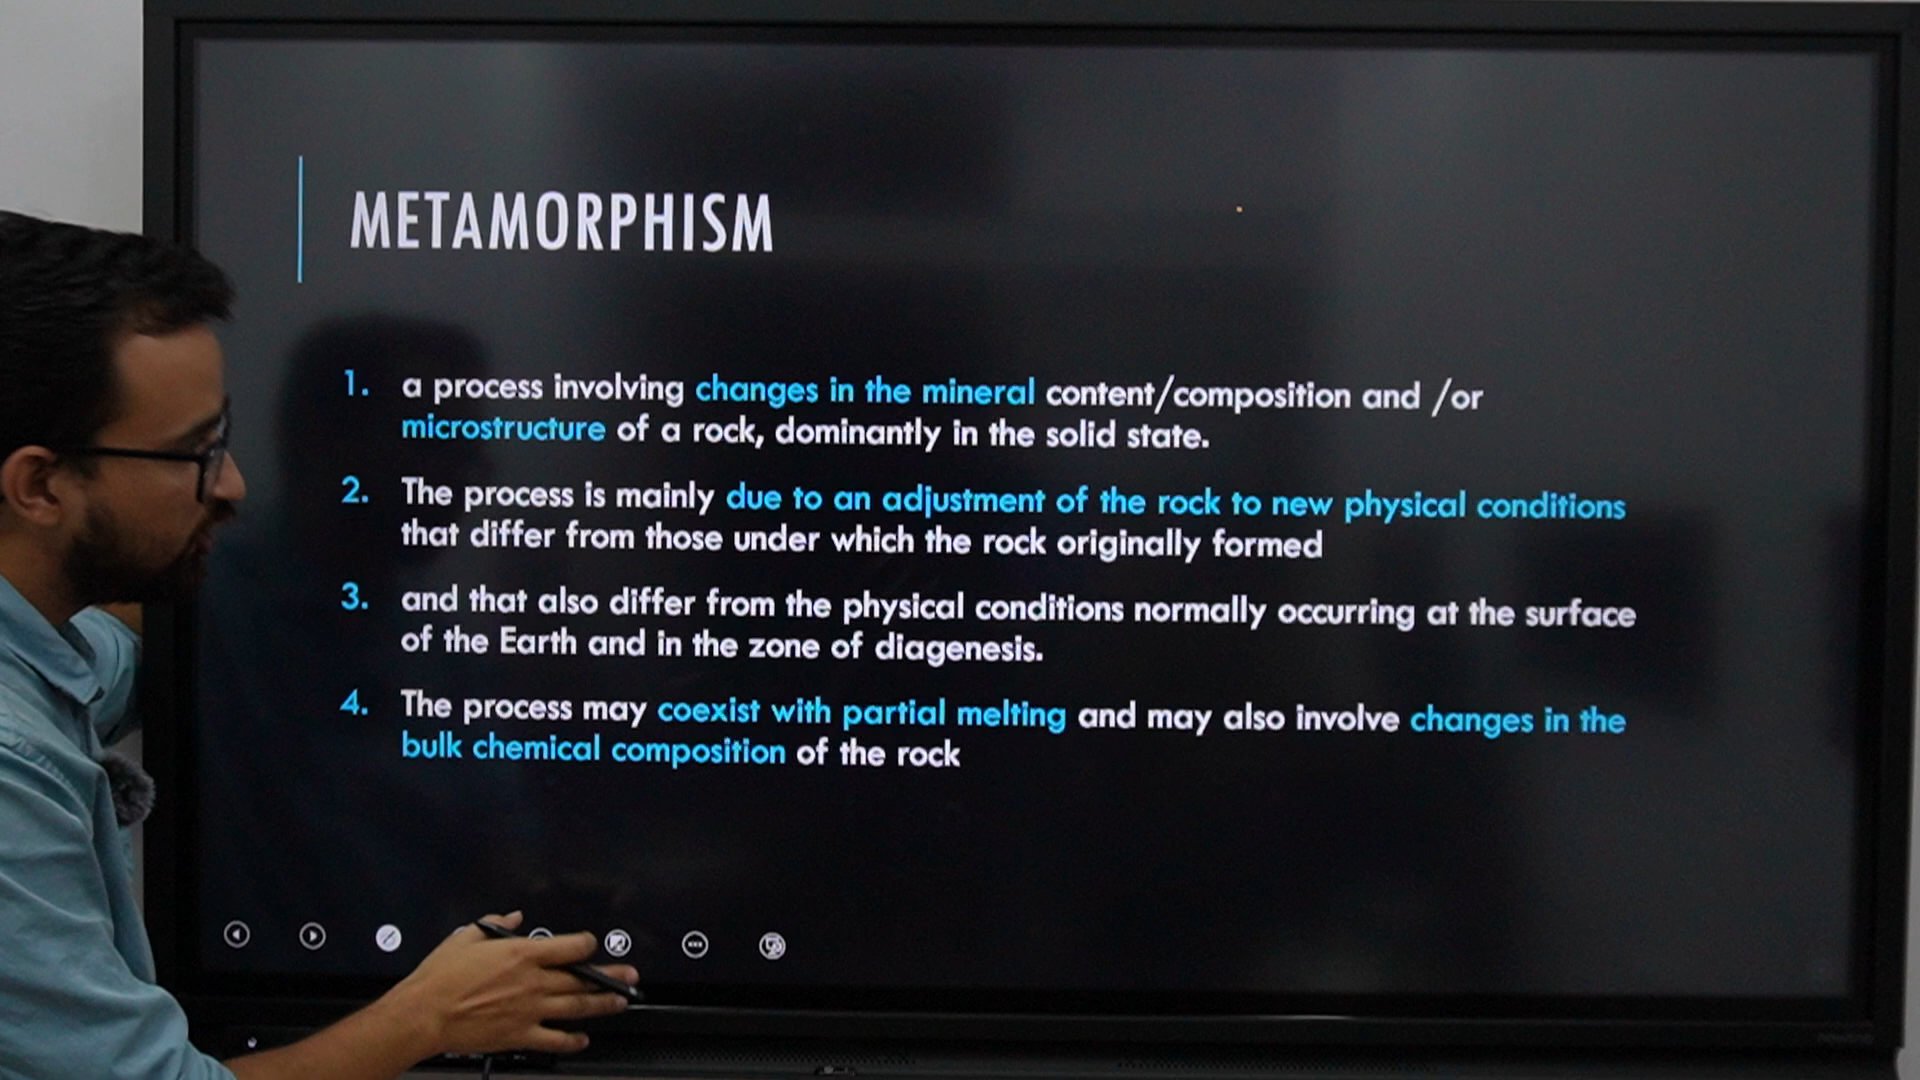 METAMORPHISM
1. a process involving changes in the mineral content/composition and /or
microstructure of a rock, dominantly in the solid state.
2. The process is mainly due to an adjustment of the rock to new physical conditions
that differ from those under which the rock originally formed
3. and that also differ from the physical conditions normally occurring at the surface
of the Earth and in the zone of diagenesis.
4. The process may coexist with partial melting and may also involve changes in the
bulk chemical composition of the rock